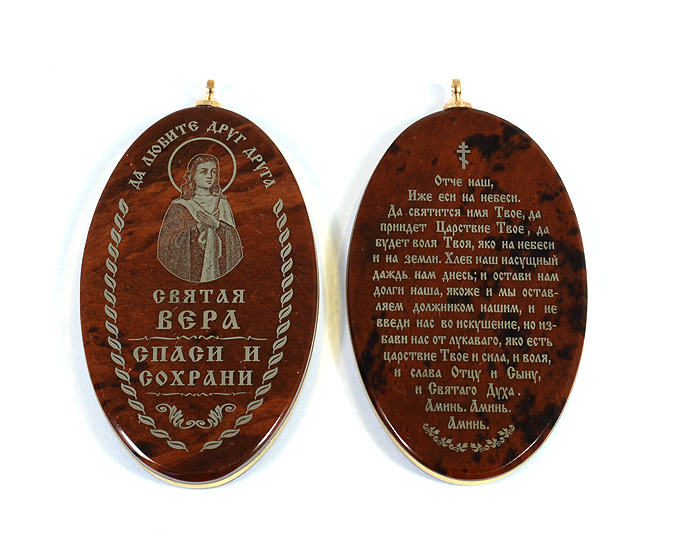 ДА ЛЮБИТЕ ДРУГ ДРУГА
СВЯТАЯ
ВЕРА
СПАСИ И
СОХРАНИ
Отче наш,
Иже еси на небеси.
Да святится имя Твое, да
приидет Царствие Твое, да
будет воля Твоя, яко на небеси
и на земли. Хлеб наш насущный
даждь нам днесь; и остави нам
долги наша, якоже и мы остав-
ляем должником нашим, и не
введи нас во искушение, но из-
бави нас от лукаваго, яко есть
царствие Твое и сила, и воля,
и слава Отцу и Сыну,
и Святаго Духа.
Аминь. Аминь.
Аминь.